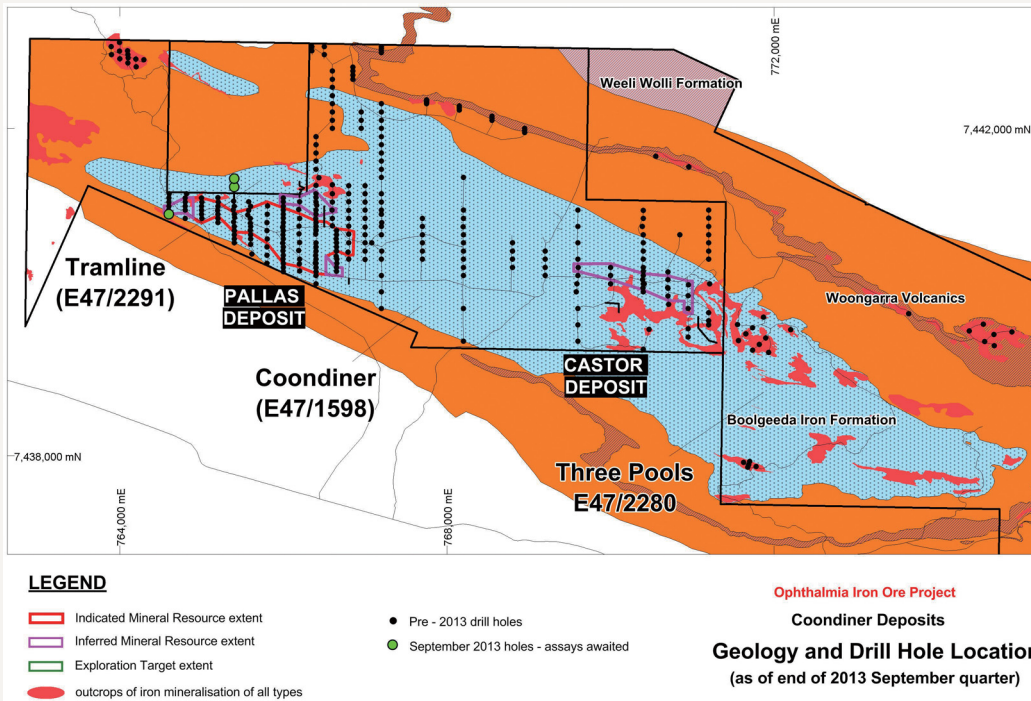 772,000 mE
Weeli Wolli Formation
7,442,000 mN
Tramline
(E47/2291)
PALLAS
DEPOSIT
Woongarra Volcanics
Coondiner
(E47/1598)
CASTOR
DEPOSIT
Boolgeeda Iron Formation
7,438,000 mN
Three Pools
E47/2280
764,000 mE
768,000 mE
LEGEND
Indicated Mineral Resource extent
Inferred Mineral Resource extent
Exploration Target extent
outcrops of iron mineralisation of all types
Pre - 2013 drill holes
September 2013 holes - assays awaited
Ophthalmia Iron Ore Project
Coondiner Deposits
Geology and Drill Hole Location
(as of end of 2013 September quarter)